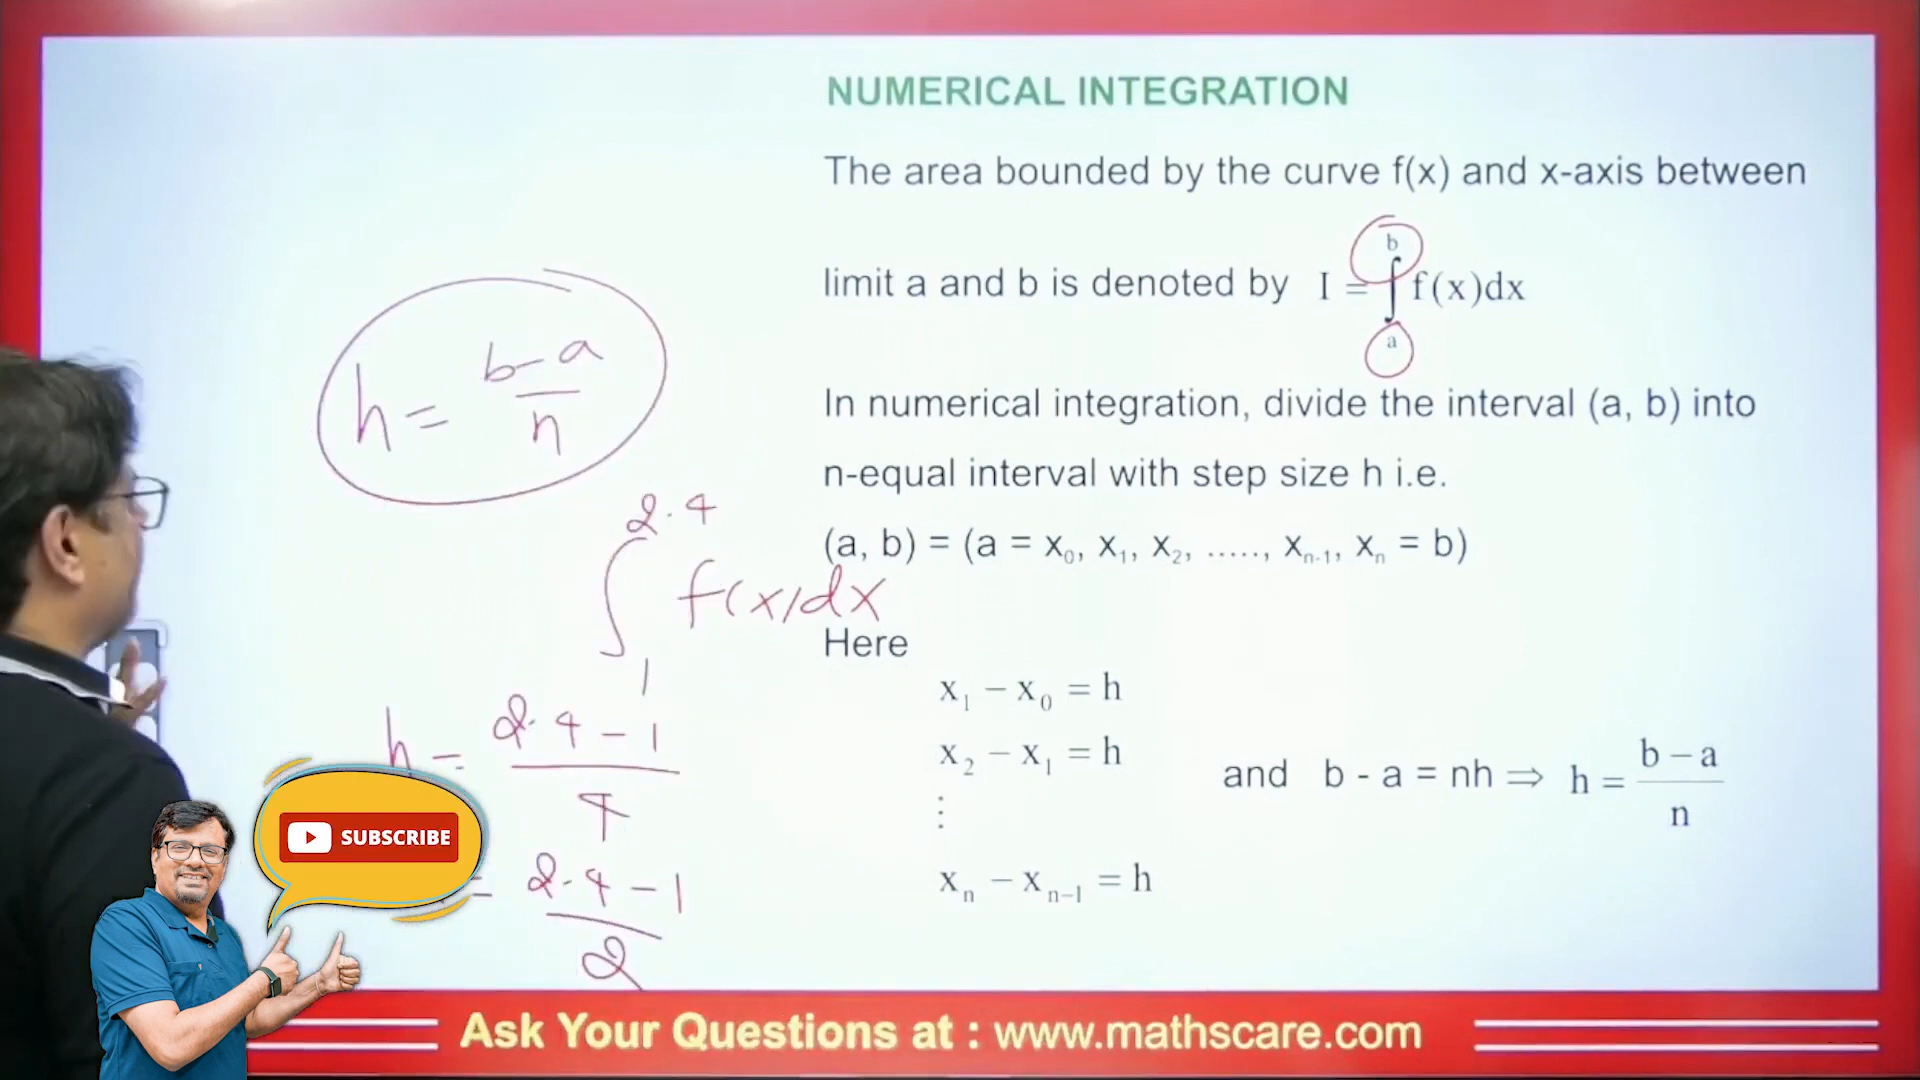 NUMERICAL INTEGRATION
The area bounded by the curve f(x) and x-axis between
limit a and b is denoted by I = ∫ₐᵇ f(x)dx
In numerical integration, divide the interval (a, b) into
n-equal interval with step size h i.e.
(a, b) = (a = x₀, x₁, x₂, ....., xₙ₋₁, xₙ = b)
Here
x₁ − x₀ = h
x₂ − x₁ = h
⋮
and b - a = nh ⇒ h = (b − a)/n
xₙ − xₙ₋₁ = h
h = (b-a)/n
2.4
∫ f(x)dx
1
h = 2.4-1
= 2.4-1
2
SUBSCRIBE
Ask Your Questions at : www.mathscare.com